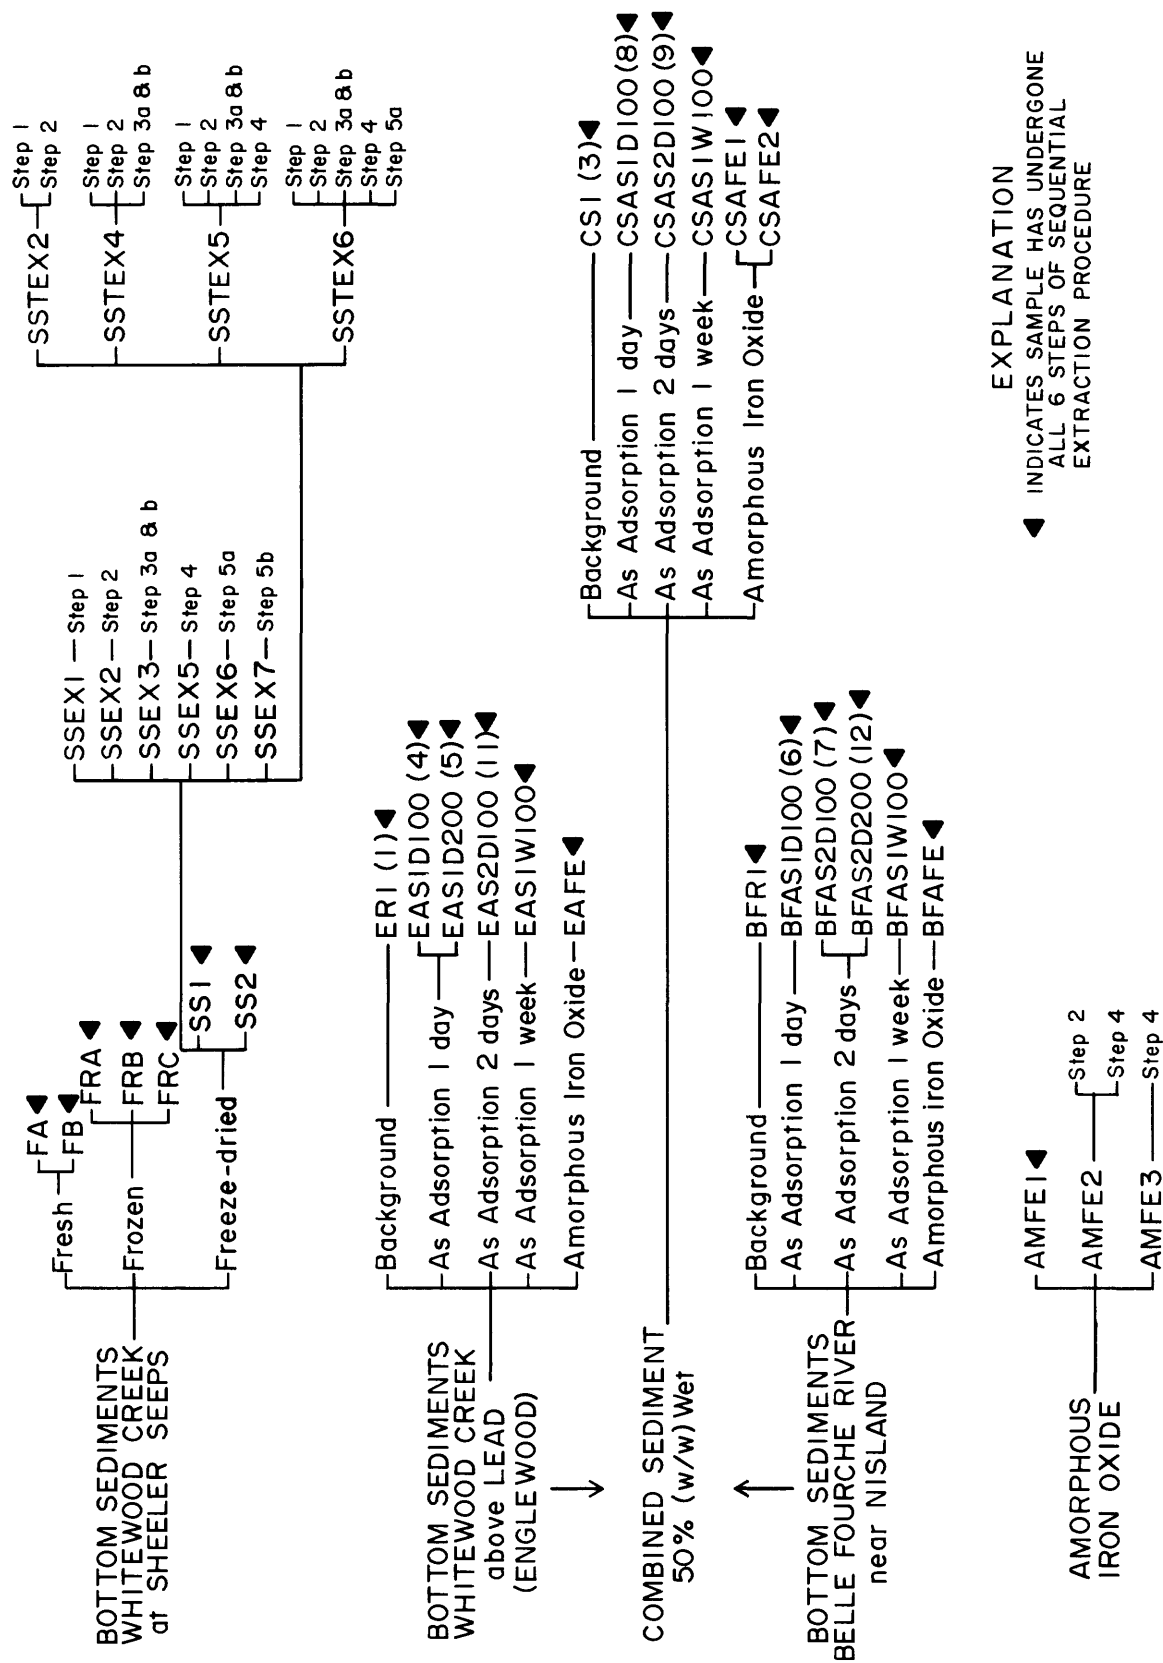 BOTTOM SEDIMENTS
WHITEWOOD CREEK
at SHEELER SEEPS
Fresh
FA
FB
Frozen
FRA
FRB
FRC
Freeze-dried
SS1
SS2
SSEX1 Step 1
SSEX2 Step 2
SSEX3 Step 3a & b
SSEX5 Step 4
SSEX6 Step 5a
SSEX7 Step 5b
SSTEX2
Step 1
Step 2
SSTEX4
Step 1
Step 2
Step 3a & b
SSTEX5
Step 1
Step 2
Step 3a & b
Step 4
SSTEX6
Step 1
Step 2
Step 3a & b
Step 4
Step 5a
BOTTOM SEDIMENTS
WHITEWOOD CREEK
above LEAD
(ENGLEWOOD)
Background ER1 (1)
As Adsorption 1 day
EAS1D100 (4)
EAS1D200 (5)
As Adsorption 2 days EAS2D100 (11)
As Adsorption 1 week EAS1W100
Amorphous Iron Oxide EAFE
COMBINED SEDIMENT
50% (w/w) Wet
Background CS1 (3)
As Adsorption 1 day CSAS1D100 (8)
As Adsorption 2 days CSAS2D100 (9)
As Adsorption 1 week CSAS1W100
Amorphous Iron Oxide
CSAFE1
CSAFE2
BOTTOM SEDIMENTS
BELLE FOURCHE RIVER
near NISLAND
Background BFR1
As Adsorption 1 day BFAS1D100 (6)
As Adsorption 2 days
BFAS2D100 (7)
BFAS2D200 (12)
As Adsorption 1 week BFAS1W100
Amorphous iron Oxide BFAFE
AMORPHOUS
IRON OXIDE
AMFE1
AMFE2
Step 2
Step 4
AMFE3 Step 4
EXPLANATION
INDICATES SAMPLE HAS UNDERGONE
ALL 6 STEPS OF SEQUENTIAL
EXTRACTION PROCEDURE